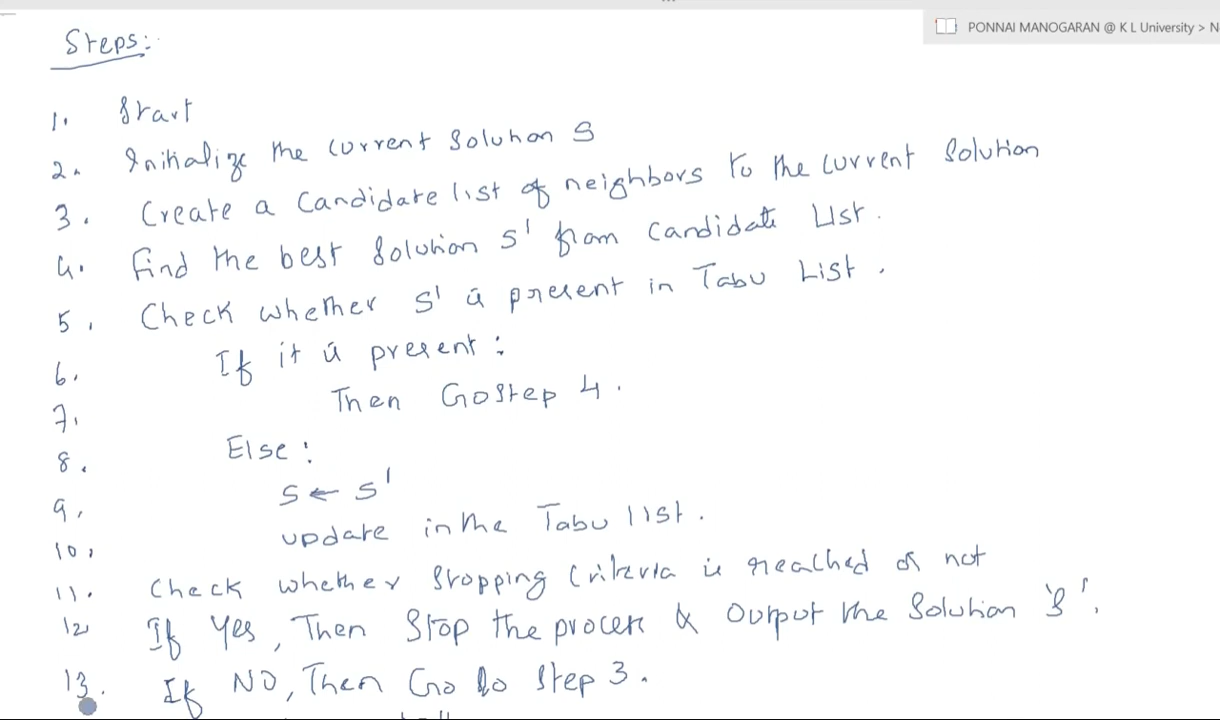 PONNAI MANOGARAN @ K L University > N
Steps:
1. Start
2. Initialize the current Solution S
3. Create a Candidate list of neighbors to the current Solution
4. Find the best Solution S' from Candidate List.
5. Check whether S' is present in Tabu List.
6. If it is present:
7. Then Go Step 4.
8. Else:
9. S ← S'
10. update in the Tabu list.
11. Check whether Stopping Criteria is reached or not
12 If Yes, Then Stop the process & Output the Solution 'S'.
13. If NO, Then Go to Step 3.